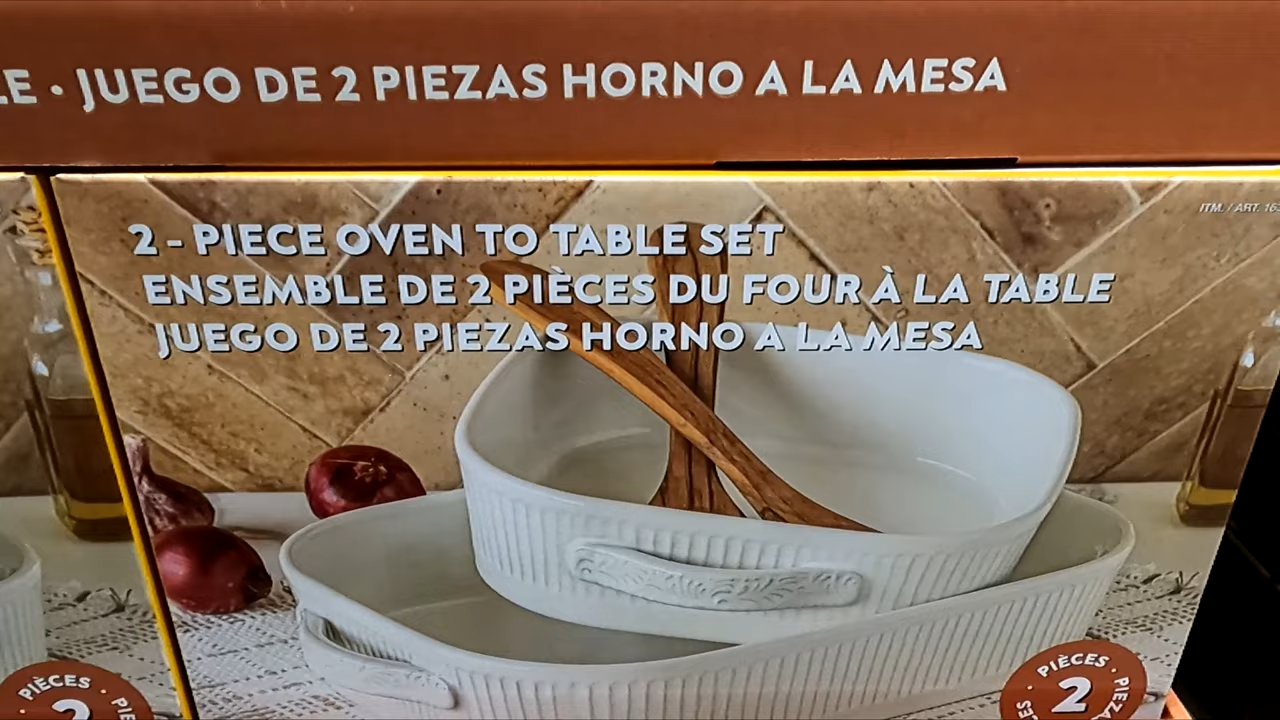 · JUEGO DE 2 PIEZAS HORNO A LA MESA
ITM. / ART.
2 - PIECE OVEN TO TABLE SET
ENSEMBLE DE 2 PIÈCES DU FOUR À LA TABLE
JUEGO DE 2 PIEZAS HORNO A LA MESA
· PIÈCES ·
2
· PIÈCES ·
2